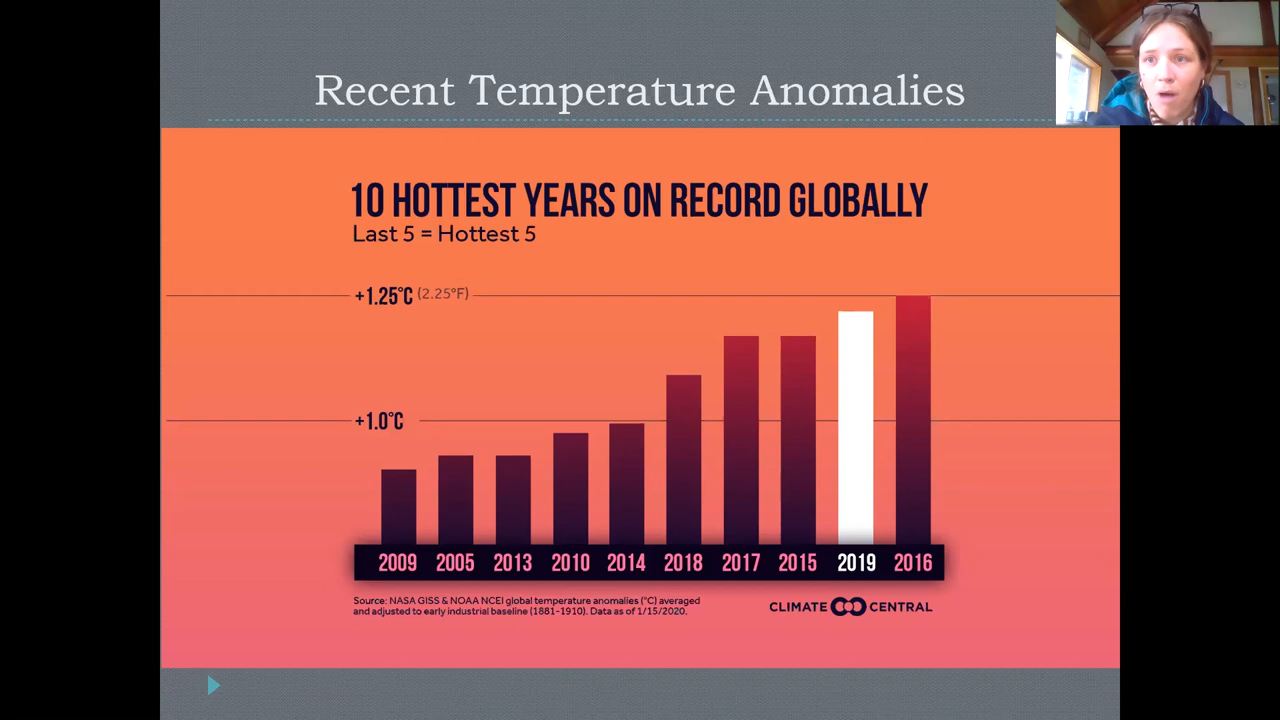 Recent Temperature Anomalies
10 HOTTEST YEARS ON RECORD GLOBALLY
Last 5 = Hottest 5
+1.25°C (2.25°F)
+1.0°C
2009 2005 2013 2010 2014 2018 2017 2015 2019 2016
Source: NASA GISS & NOAA NCEI global temperature anomalies (°C) averaged
and adjusted to early industrial baseline (1881-1910). Data as of 1/15/2020.
CLIMATE CENTRAL